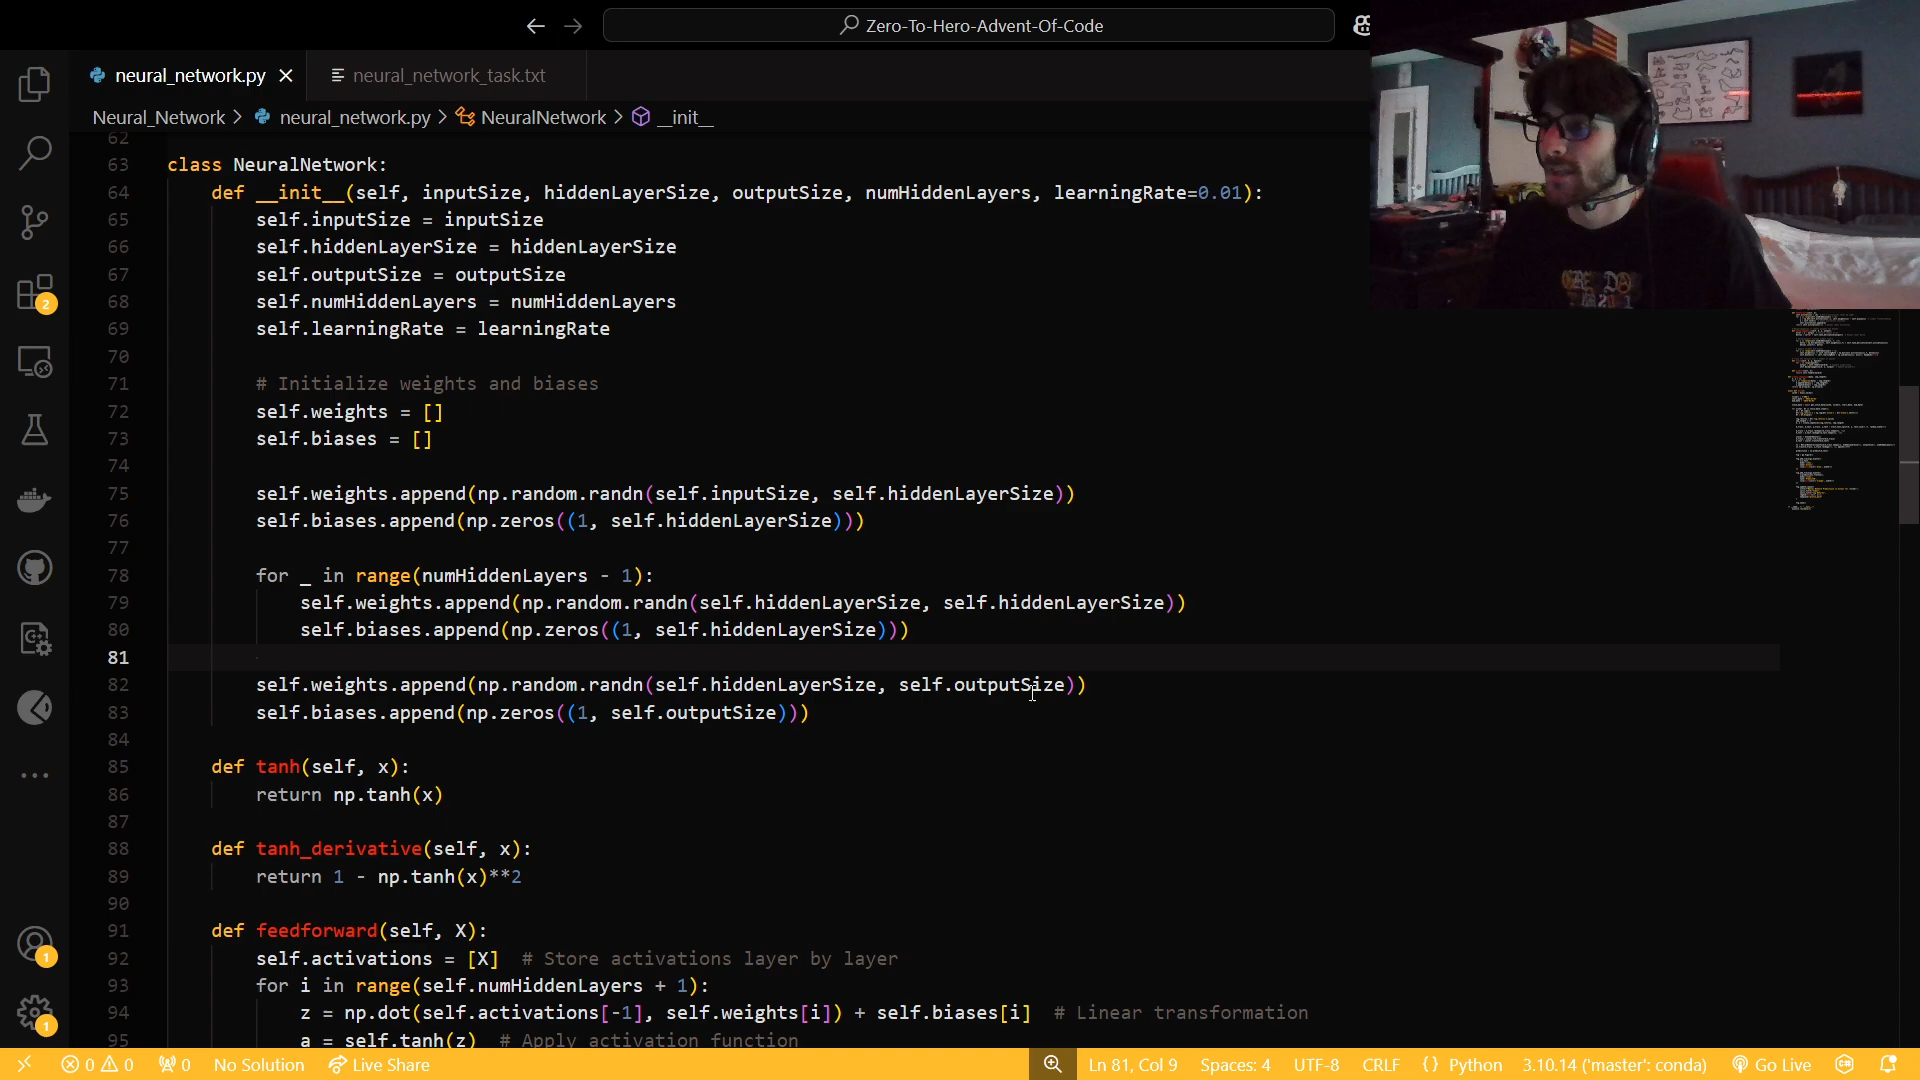 Zero-To-Hero-Advent-Of-Code
neural_network.py
neural_network_task.txt
Neural_Network > neural_network.py > NeuralNetwork > __init__
62
63 class NeuralNetwork:
64 def __init__(self, inputSize, hiddenLayerSize, outputSize, numHiddenLayers, learningRate=0.01):
65 self.inputSize = inputSize
66 self.hiddenLayerSize = hiddenLayerSize
67 self.outputSize = outputSize
68 self.numHiddenLayers = numHiddenLayers
69 self.learningRate = learningRate
70
71 # Initialize weights and biases
72 self.weights = []
73 self.biases = []
74
75 self.weights.append(np.random.randn(self.inputSize, self.hiddenLayerSize))
76 self.biases.append(np.zeros((1, self.hiddenLayerSize)))
77
78 for _ in range(numHiddenLayers - 1):
79 self.weights.append(np.random.randn(self.hiddenLayerSize, self.hiddenLayerSize))
80 self.biases.append(np.zeros((1, self.hiddenLayerSize)))
81
82 self.weights.append(np.random.randn(self.hiddenLayerSize, self.outputSize))
83 self.biases.append(np.zeros((1, self.outputSize)))
84
85 def tanh(self, x):
86 return np.tanh(x)
87
88 def tanh_derivative(self, x):
89 return 1 - np.tanh(x)**2
90
91 def feedforward(self, X):
92 self.activations = [X] # Store activations layer by layer
93 for i in range(self.numHiddenLayers + 1):
94 z = np.dot(self.activations[-1], self.weights[i]) + self.biases[i] # Linear transformation
95 a = self.tanh(z) # Apply activation function
2
1
1
0 0 0 No Solution Live Share Ln 81, Col 9 Spaces: 4 UTF-8 CRLF {} Python 3.10.14 ('master': conda) Go Live